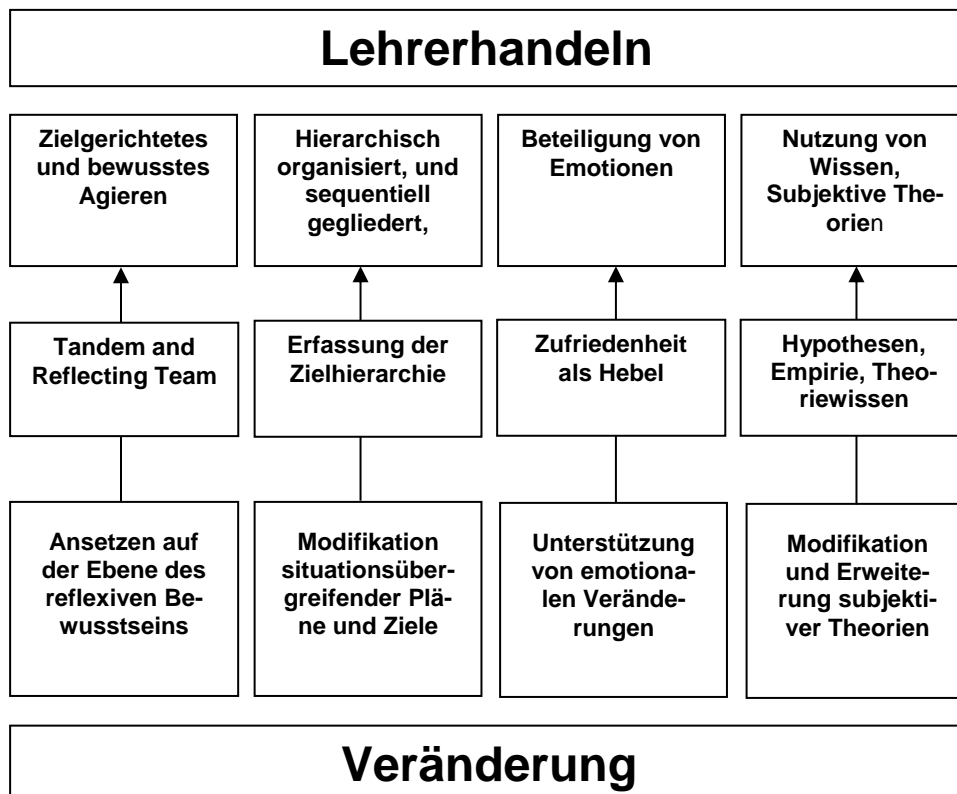 Lehrerhandeln
Zielgerichtetes
und bewusstes
Agieren
Hierarchisch
organisiert, und
sequentiell
gegliedert,
Beteiligung von
Emotionen
Nutzung von
Wissen,
Subjektive The-
orien
Tandem and
Reflecting Team
Erfassung der
Zielhierarchie
Zufriedenheit
als Hebel
Hypothesen,
Empirie, Theo-
riewissen
Ansetzen auf
der Ebene des
reflexiven Be-
wusstseins
Modifikation
situationsüber-
greifender Plä-
ne und Ziele
Unterstützung
von emotiona-
len Verände-
rungen
Modifikation
und Erweite-
rung subjekti-
ver Theorien
Veränderung